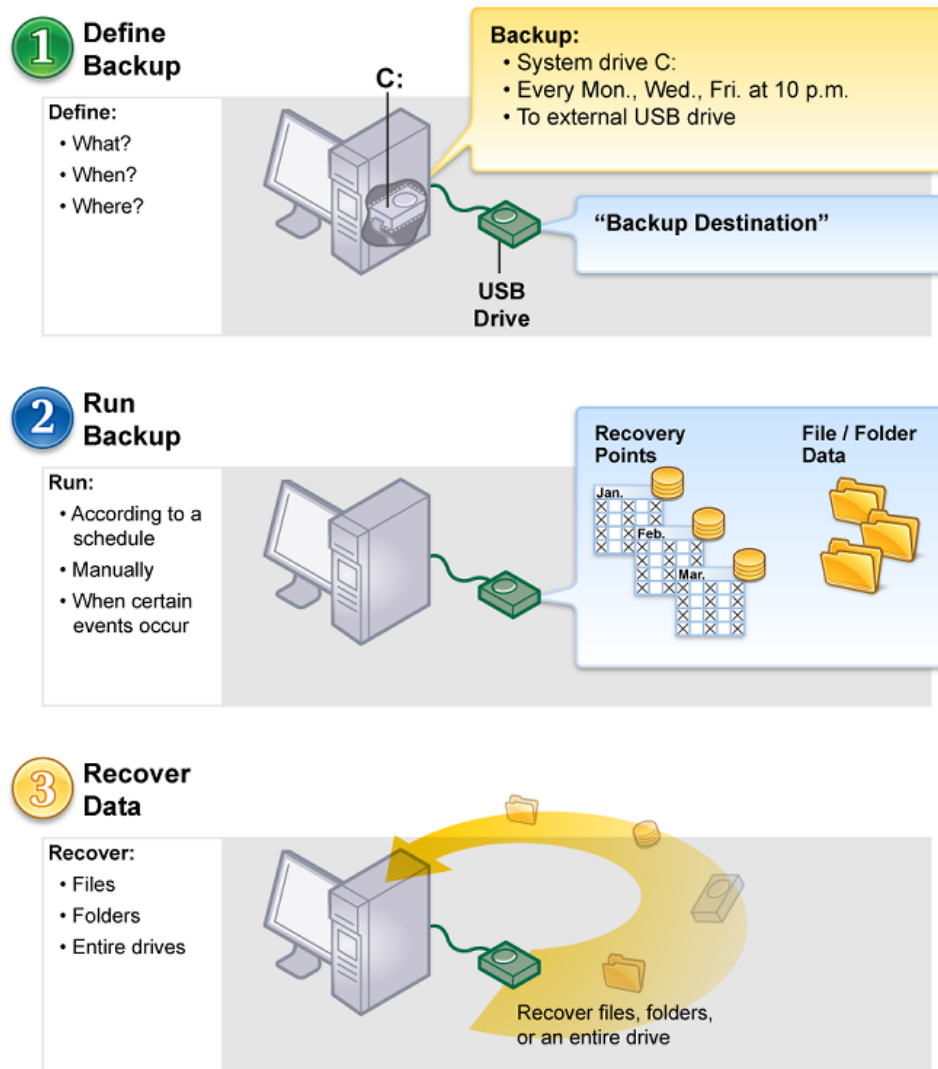 1
Define
Backup
Define:
• What?
• When?
• Where?
C:
Backup:
• System drive C:
• Every Mon., Wed., Fri. at 10 p.m.
• To external USB drive
“Backup Destination”
USB
Drive
2
Run
Backup
Run:
• According to a
schedule
• Manually
• When certain
events occur
Recovery
Points
Jan.
Feb.
Mar.
File / Folder
Data
3
Recover
Data
Recover:
• Files
• Folders
• Entire drives
Recover files, folders,
or an entire drive